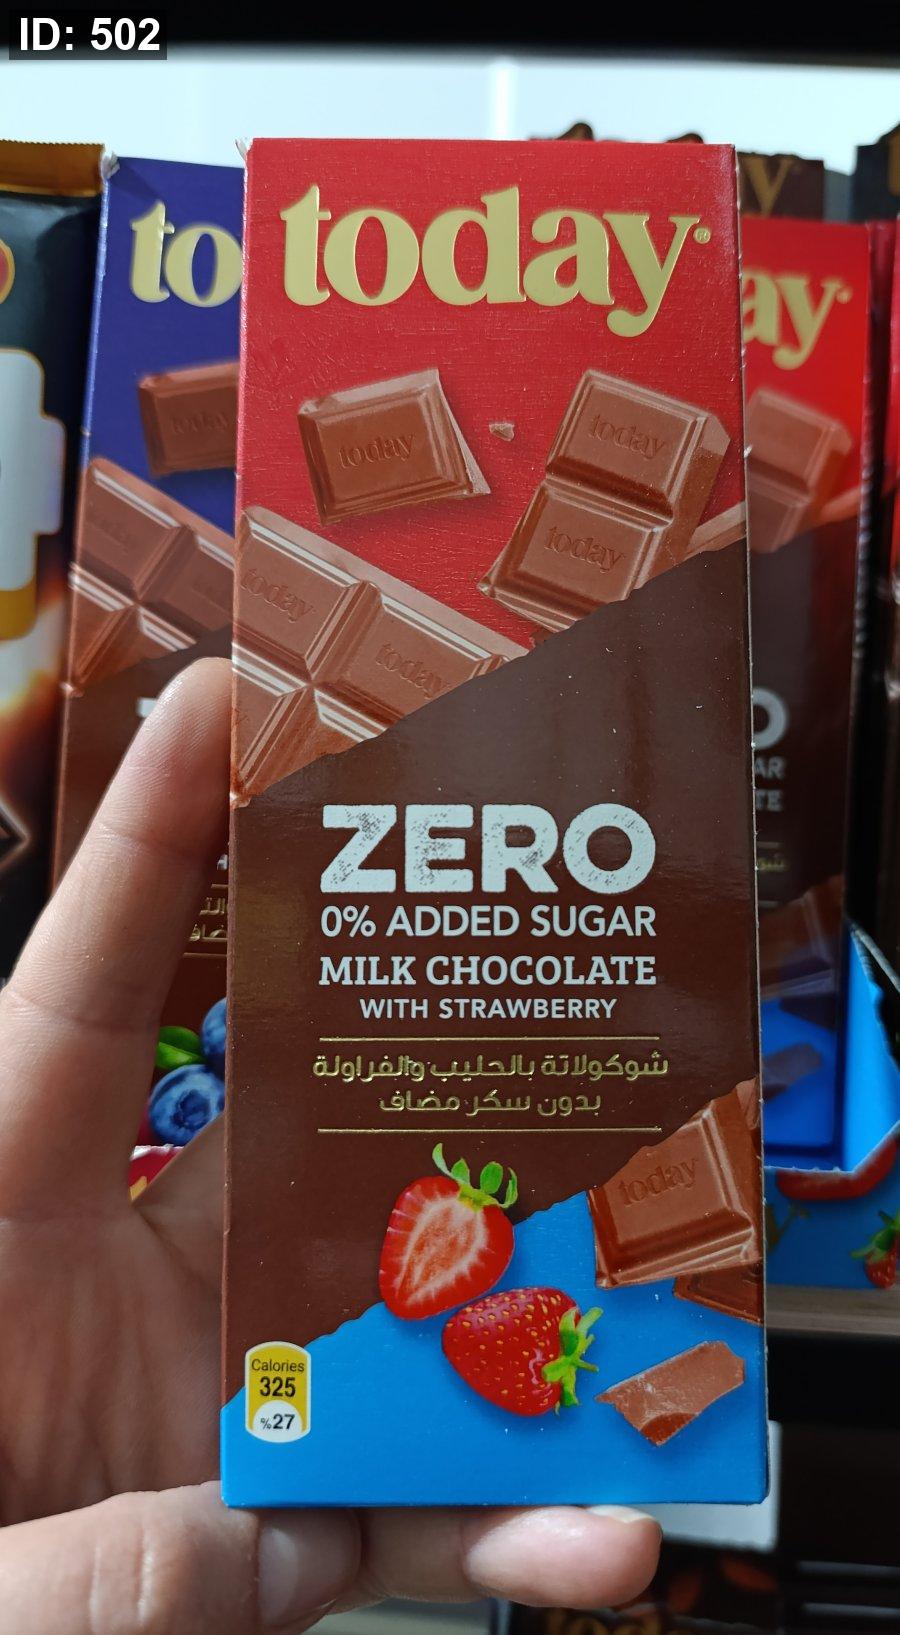 ID: 502
today®
today
today
today
today
today
ZERO
0% ADDED SUGAR
MILK CHOCOLATE
WITH STRAWBERRY
شوكولاتة بالحليب والفراولة
بدون سكر مضاف
today
Calories
325
%27